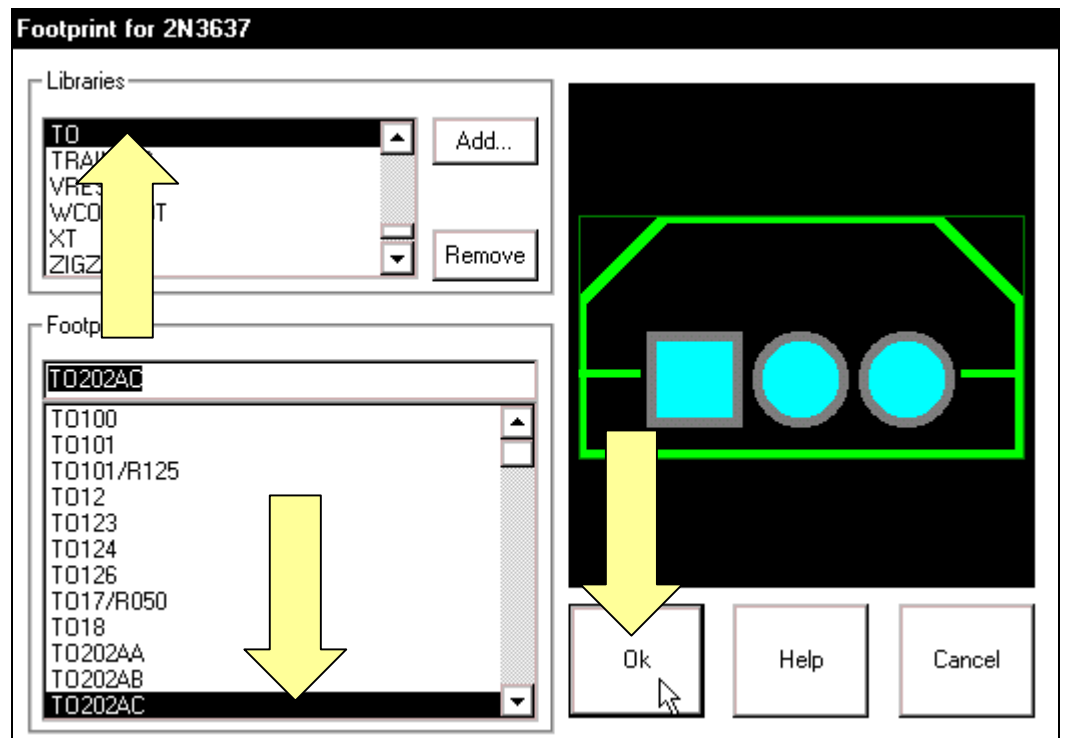 Footprint for 2N3637
Libraries
TO
Add...
XT
Remove
TO202AC
TO100
TO101
TO101/R125
TO12
TO123
TO124
TO126
TO17/R050
TO18
TO202AA
TO202AB
TO202AC
Ok
Help
Cancel